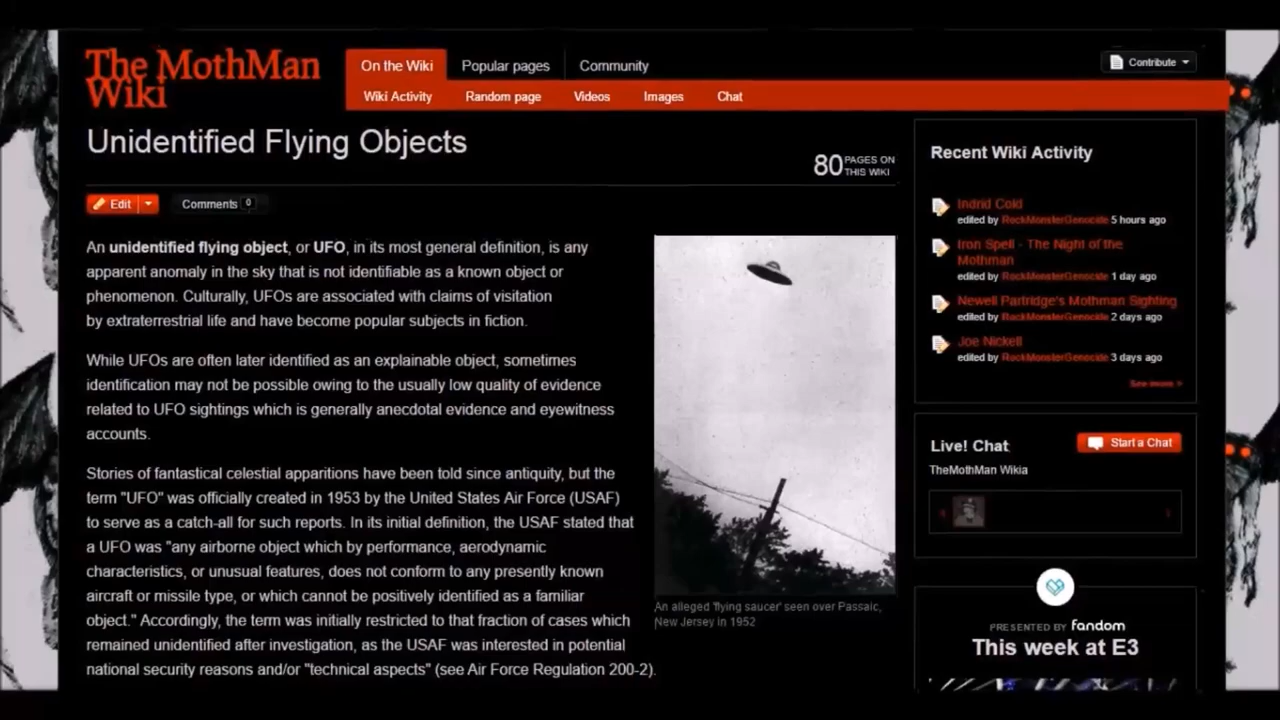 The MothMan
Wiki
On the Wiki
Popular pages
Community
Contribute
Wiki Activity
Random page
Videos
Images
Chat
Unidentified Flying Objects
80 PAGES ON
THIS WIKI
Edit
Comments 0
An unidentified flying object, or UFO, in its most general definition, is any
apparent anomaly in the sky that is not identifiable as a known object or
phenomenon. Culturally, UFOs are associated with claims of visitation
by extraterrestrial life and have become popular subjects in fiction.
While UFOs are often later identified as an explainable object, sometimes
identification may not be possible owing to the usually low quality of evidence
related to UFO sightings which is generally anecdotal evidence and eyewitness
accounts.
Stories of fantastical celestial apparitions have been told since antiquity, but the
term "UFO" was officially created in 1953 by the United States Air Force (USAF)
to serve as a catch-all for such reports. In its initial definition, the USAF stated that
a UFO was "any airborne object which by performance, aerodynamic
characteristics, or unusual features, does not conform to any presently known
aircraft or missile type, or which cannot be positively identified as a familiar
object." Accordingly, the term was initially restricted to that fraction of cases which
remained unidentified after investigation, as the USAF was interested in potential
national security reasons and/or "technical aspects" (see Air Force Regulation 200-2).
An alleged 'flying saucer' seen over Passaic,
New Jersey in 1952
Recent Wiki Activity
Indrid Cold
edited by RockMonsterGenocide 5 hours ago
Iron Spell - The Night of the
Mothman
edited by RockMonsterGenocide 1 day ago
Newell Partridge's Mothman Sighting
edited by RockMonsterGenocide 2 days ago
Joe Nickell
edited by RockMonsterGenocide 3 days ago
See more >
Live! Chat
Start a Chat
TheMothMan Wikia
PRESENTED BY fandom
This week at E3